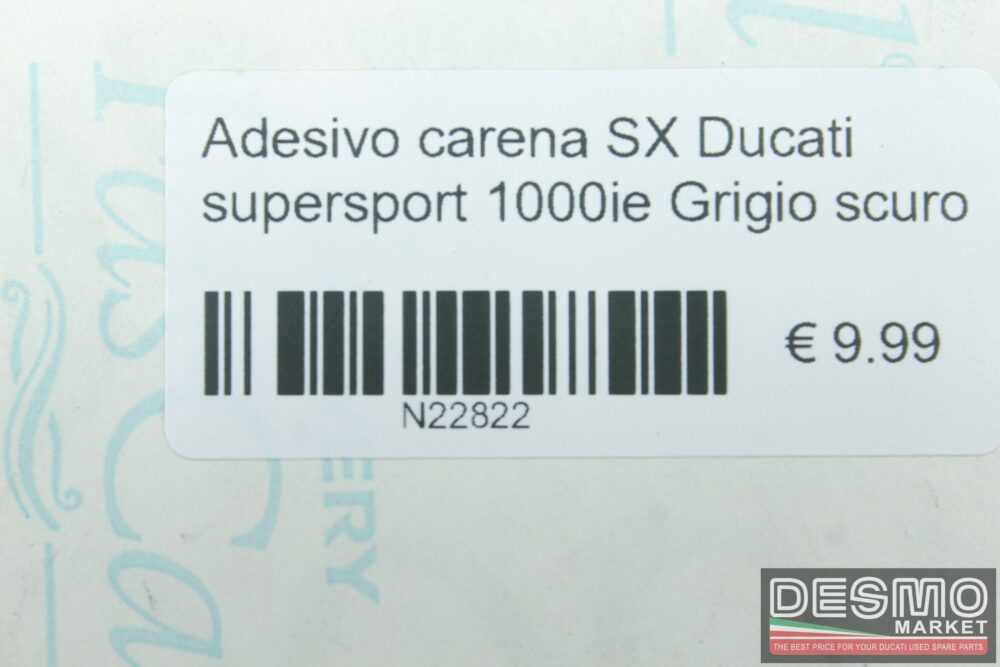 Adesivo carena SX Ducati
supersport 1000ie Grigio scuro
€ 9.99
N22822
ERY
DESMO
MARKET
THE BEST PRICE FOR YOUR DUCATI USED SPARE PARTS